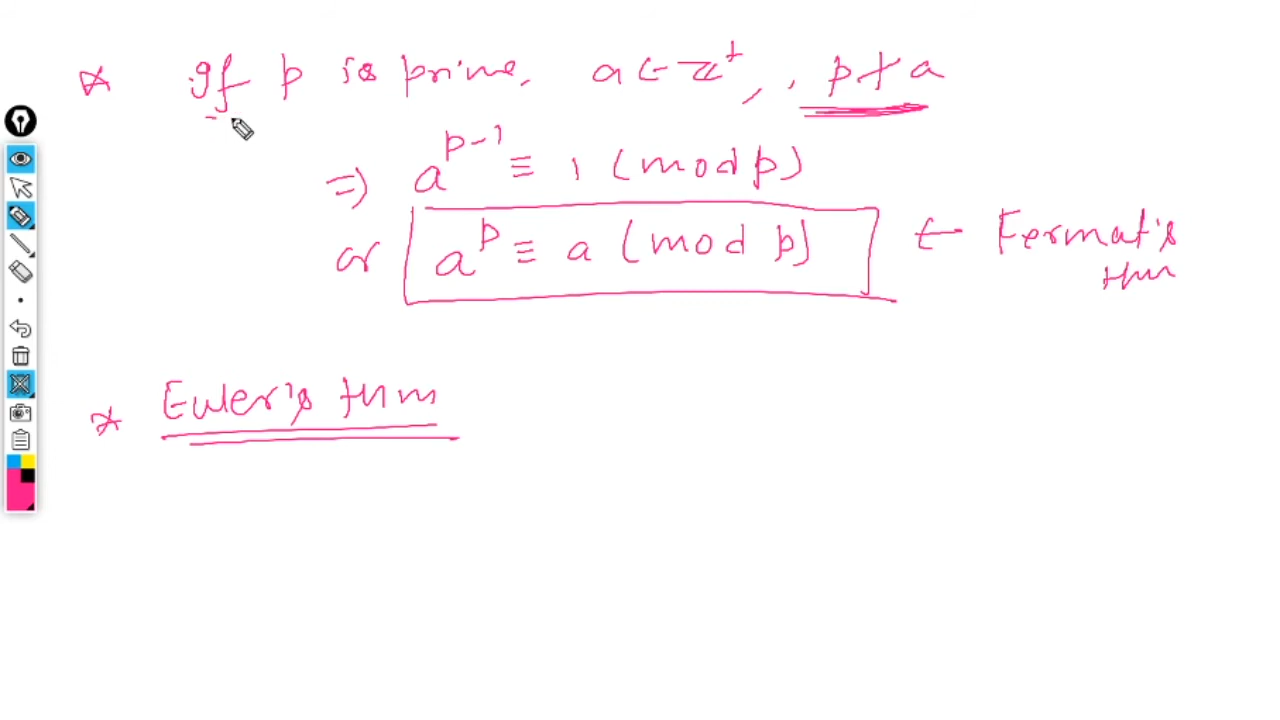 ☆ If p is prime, a ∈ ℤ⁺, p ∤ a
⇒ a^{p-1} ≡ 1 (mod p)
or a^p ≡ a (mod p) ← Fermat's
thm
☆ Euler's thm